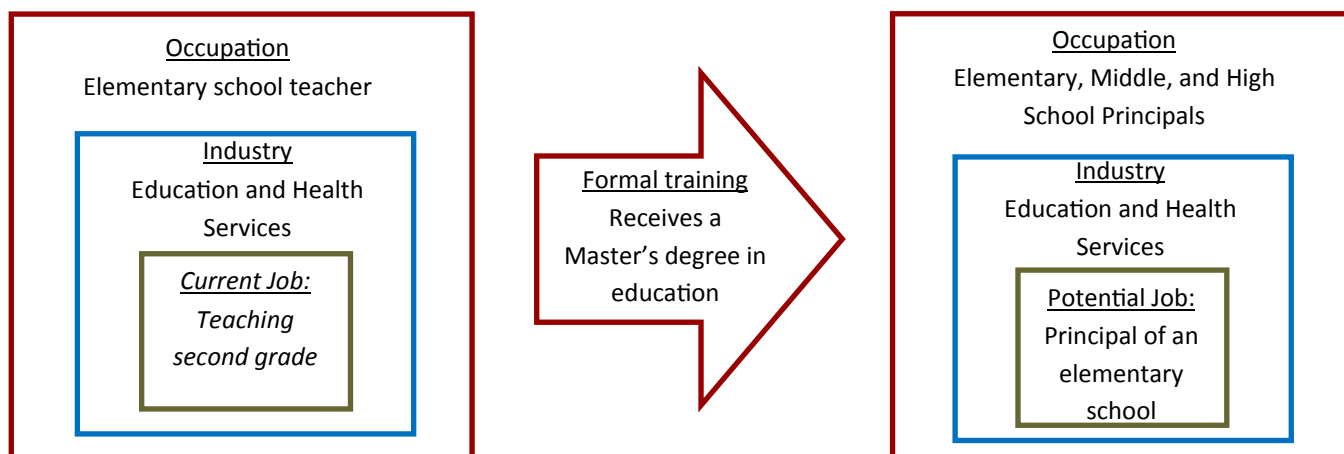 Occupation
Elementary school teacher
Industry
Education and Health
Services
Current Job:
Teaching
second grade
Formal training
Receives a
Master’s degree in
education
Occupation
Elementary, Middle, and High
School Principals
Industry
Education and Health
Services
Potential Job:
Principal of an
elementary
school